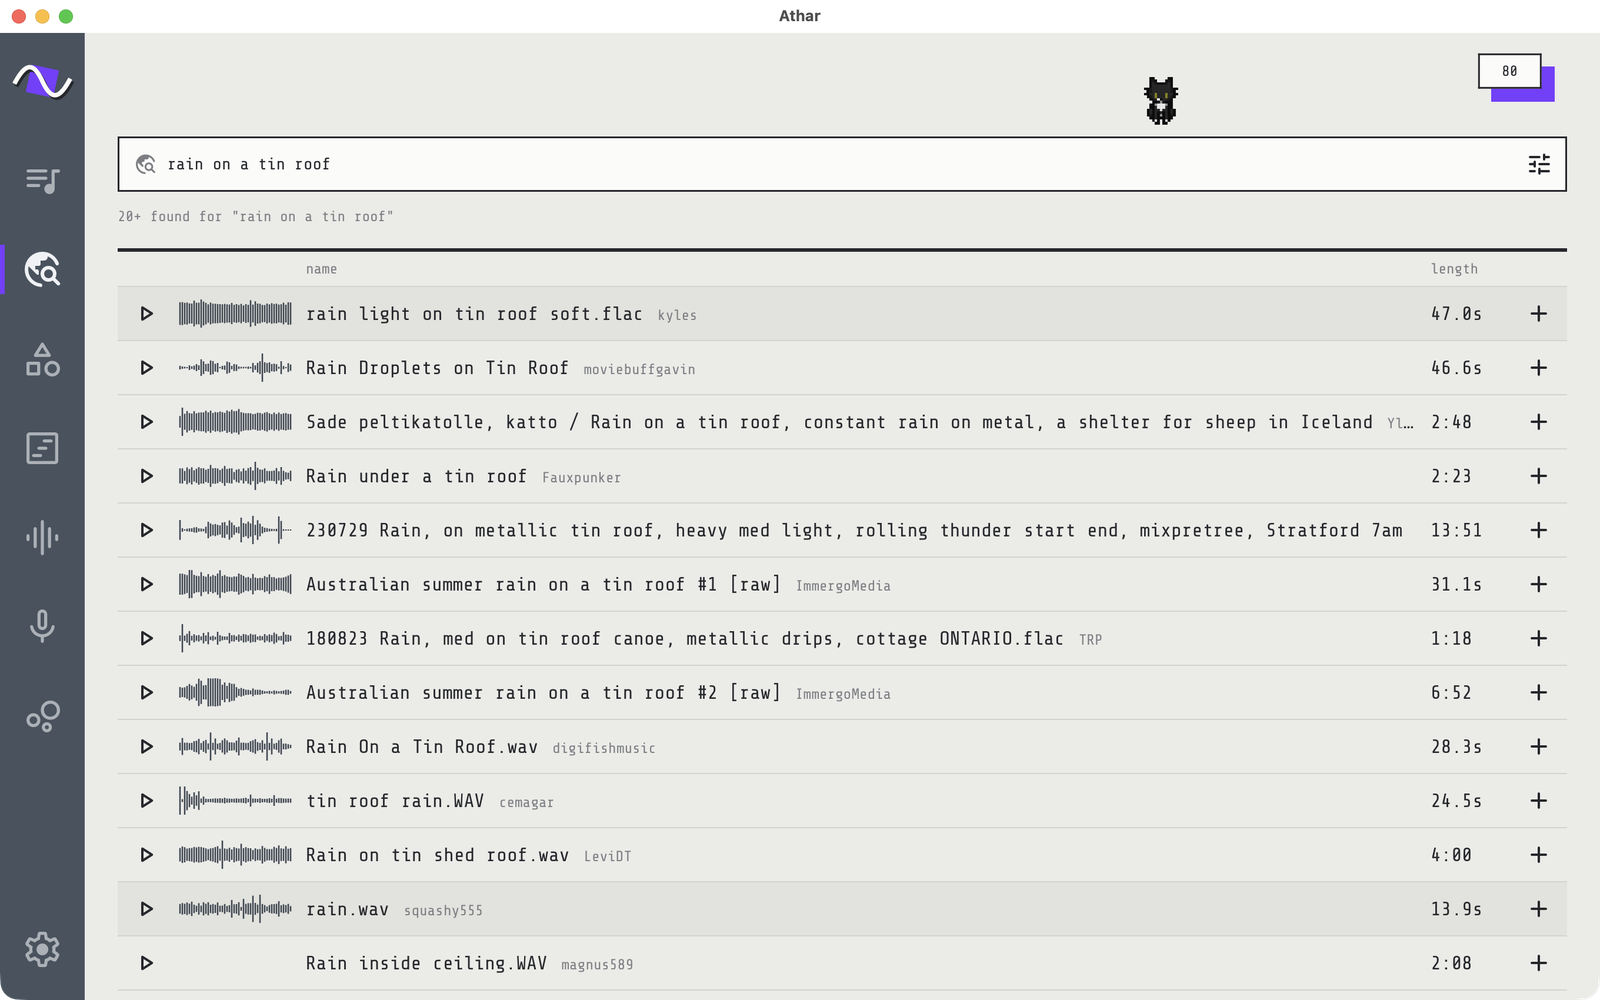 Athar
80
rain on a tin roof
20+ found for "rain on a tin roof"
name length
rain light on tin roof soft.flac kyles 47.0s
Rain Droplets on Tin Roof moviebuffgavin 46.6s
Sade peltikatolle, katto / Rain on a tin roof, constant rain on metal, a shelter for sheep in Iceland Yl… 2:48
Rain under a tin roof Fauxpunker 2:23
230729 Rain, on metallic tin roof, heavy med light, rolling thunder start end, mixpretree, Stratford 7am 13:51
Australian summer rain on a tin roof #1 [raw] ImmergoMedia 31.1s
180823 Rain, med on tin roof canoe, metallic drips, cottage ONTARIO.flac TRP 1:18
Australian summer rain on a tin roof #2 [raw] ImmergoMedia 6:52
Rain On a Tin Roof.wav digifishmusic 28.3s
tin roof rain.WAV cemagar 24.5s
Rain on tin shed roof.wav LeviDT 4:00
rain.wav squashy555 13.9s
Rain inside ceiling.WAV magnus589 2:08